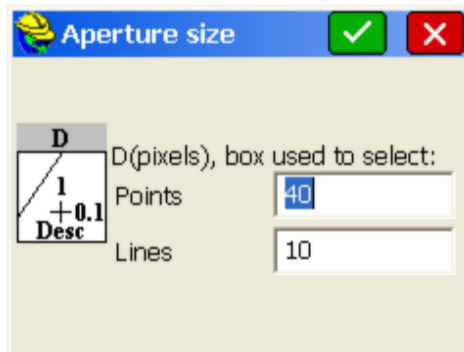 Aperture size
D
1
+0.1
Desc
D(pixels), box used to select:
Points 40
Lines 10